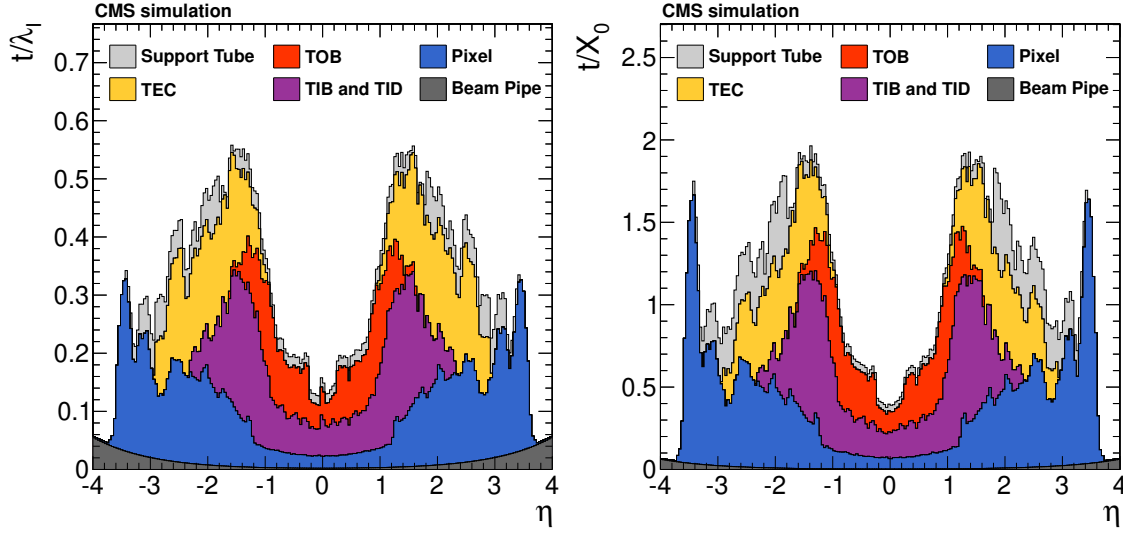 CMS simulation
t/λ_I
0.7
0.6
0.5
0.4
0.3
0.2
0.1
0
Support Tube TOB Pixel
TEC TIB and TID Beam Pipe
-4 -3 -2 -1 0 1 2 3 4
η
CMS simulation
t/X_0
2.5
2
1.5
1
0.5
0
Support Tube TOB Pixel
TEC TIB and TID Beam Pipe
-4 -3 -2 -1 0 1 2 3 4
η